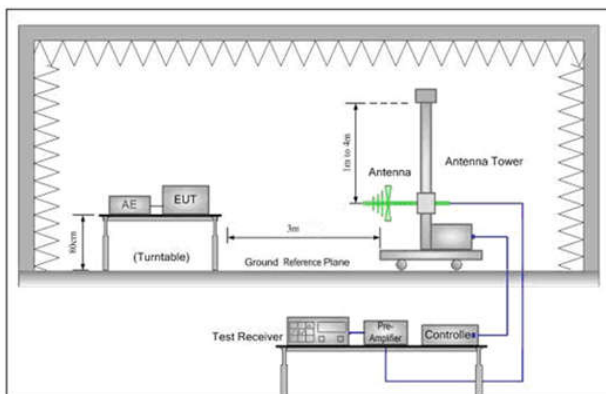 1m to 4m
Antenna
Antenna Tower
AE
EUT
80cm
(Turntable)
3m
Ground Reference Plane
Test Receiver
Pre-
Amplifier
Controller